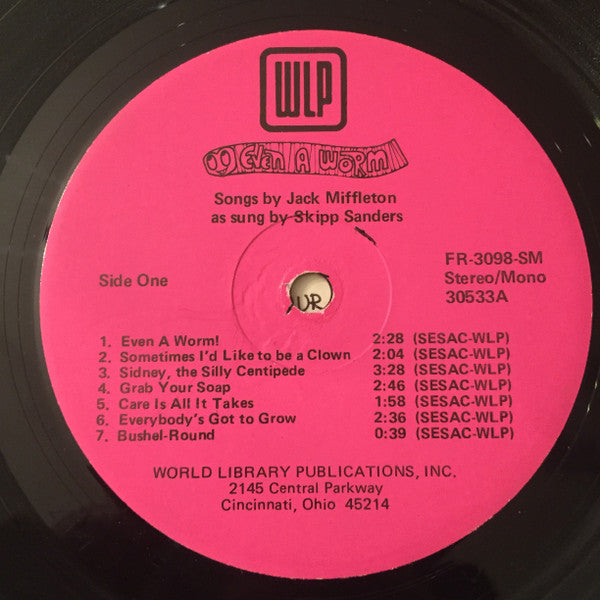 WLP
Even A Worm
Songs by Jack Miffleton
as sung by Skipp Sanders
FR-3098-SM
Side One Stereo/Mono
30533A
UR
1. Even A Worm! 2:28 (SESAC-WLP)
2. Sometimes I'd Like to be a Clown 2:04 (SESAC-WLP)
3. Sidney, the Silly Centipede 3:28 (SESAC-WLP)
4. Grab Your Soap 2:46 (SESAC-WLP)
5. Care Is All It Takes 1:58 (SESAC-WLP)
6. Everybody's Got to Grow 2:36 (SESAC-WLP)
7. Bushel-Round 0:39 (SESAC-WLP)
WORLD LIBRARY PUBLICATIONS, INC.
2145 Central Parkway
Cincinnati, Ohio 45214